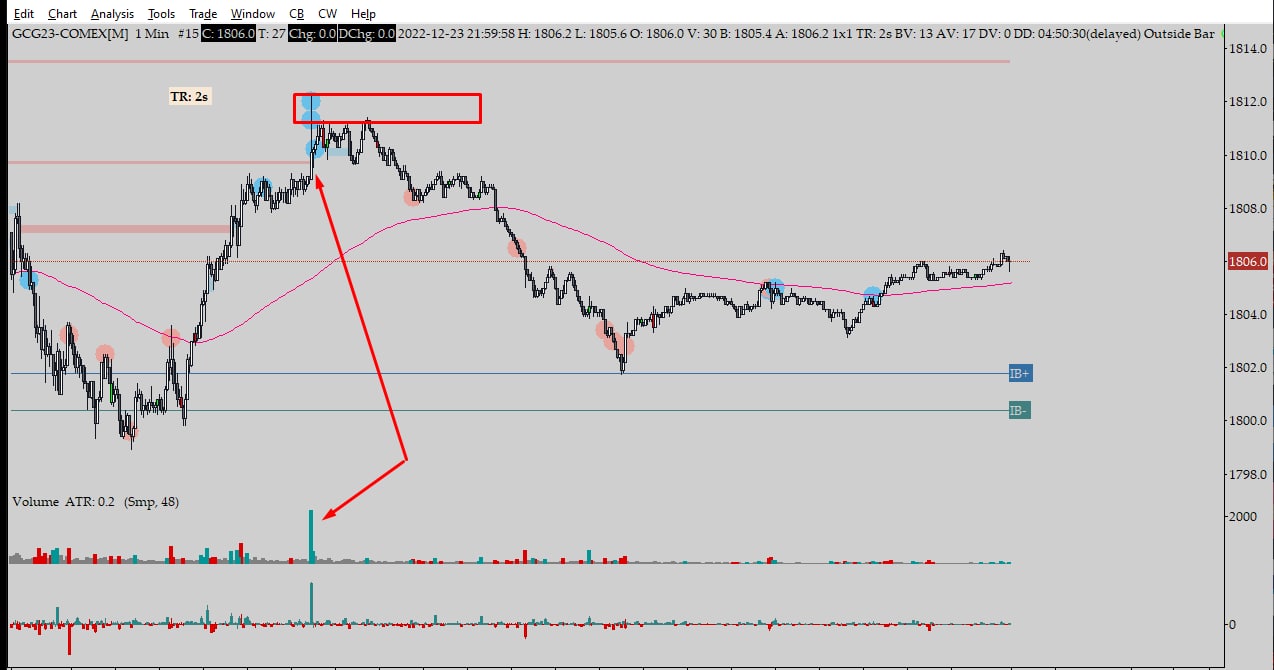 Edit Chart Analysis Tools Trade Window CB CW Help
GCG23-COMEX[M] 1 Min #15 C: 1806.0 T: 27 Chg: 0.0 DChg: 0.0 2022-12-23 21:59:58 H: 1806.2 L: 1805.6 O: 1806.0 V: 30 B: 1805.4 A: 1806.2 1x1 TR: 2s BV: 13 AV: 17 DV: 0 DD: 04:50:30(delayed) Outside Bar
1814.0
TR: 2s
1812.0
1810.0
1808.0
1806.0
1804.0
1802.0
IB+
IB-
1800.0
1798.0
Volume ATR: 0.2 (Smp, 48)
2000
0